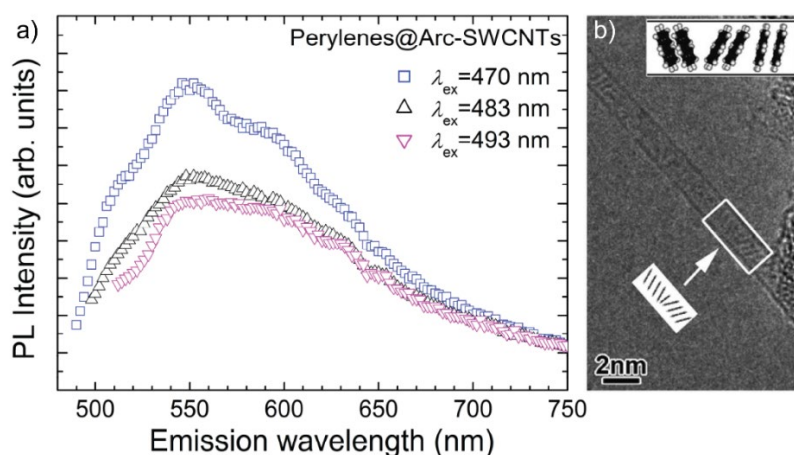 a)
Perylenes@Arc-SWCNTs
λex=470 nm
λex=483 nm
λex=493 nm
PL Intensity (arb. units)
500 550 600 650 700 750
Emission wavelength (nm)
b)
2nm